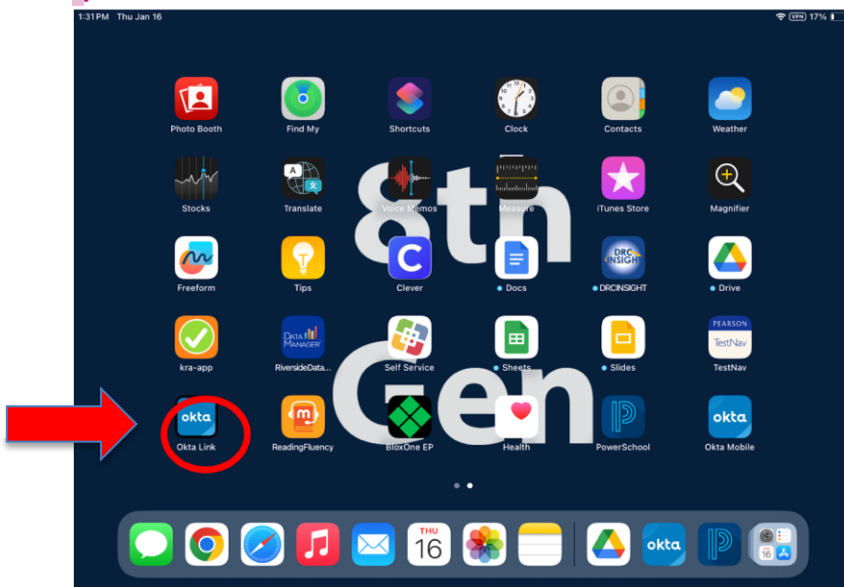 1:31 PM Thu Jan 16
VPN 17%
8th
Gen
Photo Booth
Find My
Shortcuts
Clock
Contacts
Weather
A
Stocks
Translate
Voice Memos
Measure
iTunes Store
Magnifier
DRC
INSIGHT
Freeform
Tips
Clever
Docs
DRCINSIGHT
Drive
DATA
MANAGER
PEARSON
TestNav
kra-app
RiversideData...
Self Service
Sheets
Slides
TestNav
okta
m
okta
Okta Link
ReadingFluency
BloxOne EP
Health
PowerSchool
Okta Mobile
THU
16
okta
16